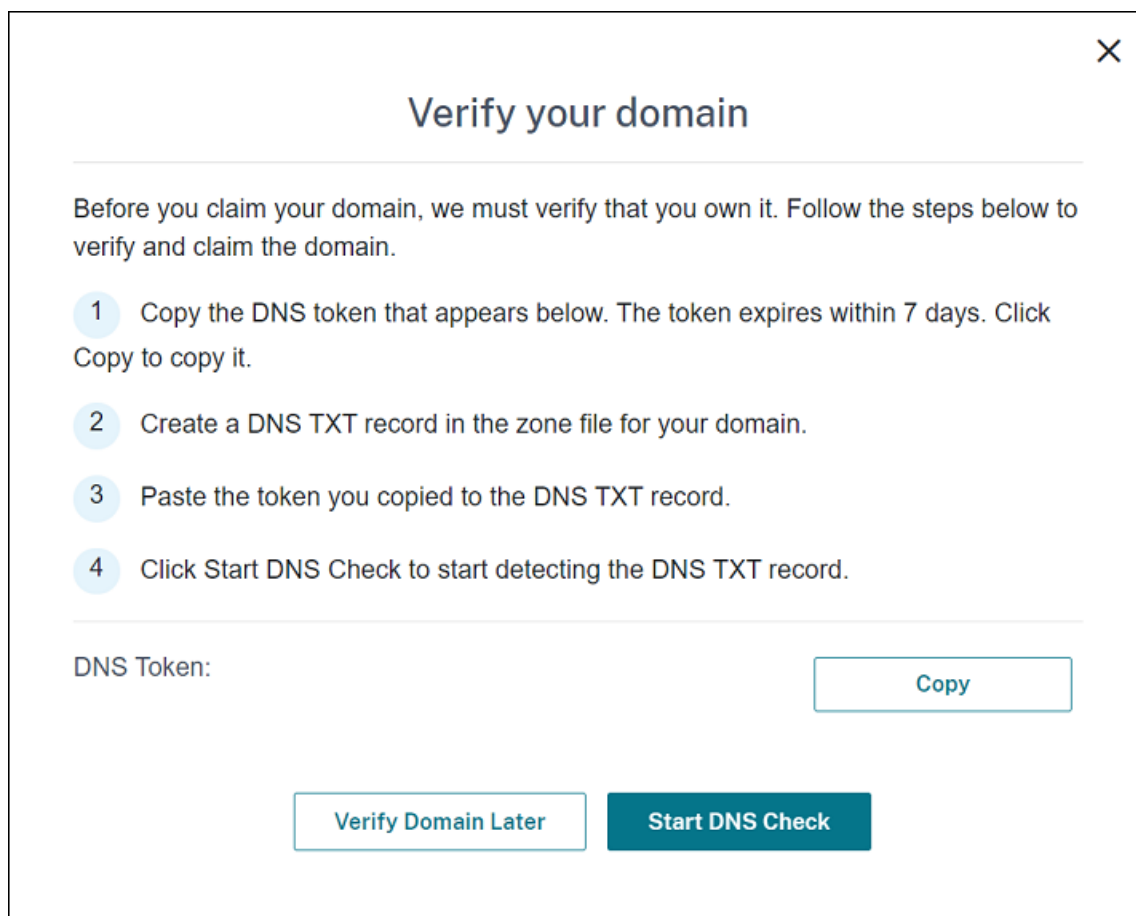 Verify your domain
Before you claim your domain, we must verify that you own it. Follow the steps below to
verify and claim the domain.
1 Copy the DNS token that appears below. The token expires within 7 days. Click
Copy to copy it.
2 Create a DNS TXT record in the zone file for your domain.
3 Paste the token you copied to the DNS TXT record.
4 Click Start DNS Check to start detecting the DNS TXT record.
DNS Token:
Copy
Verify Domain Later
Start DNS Check